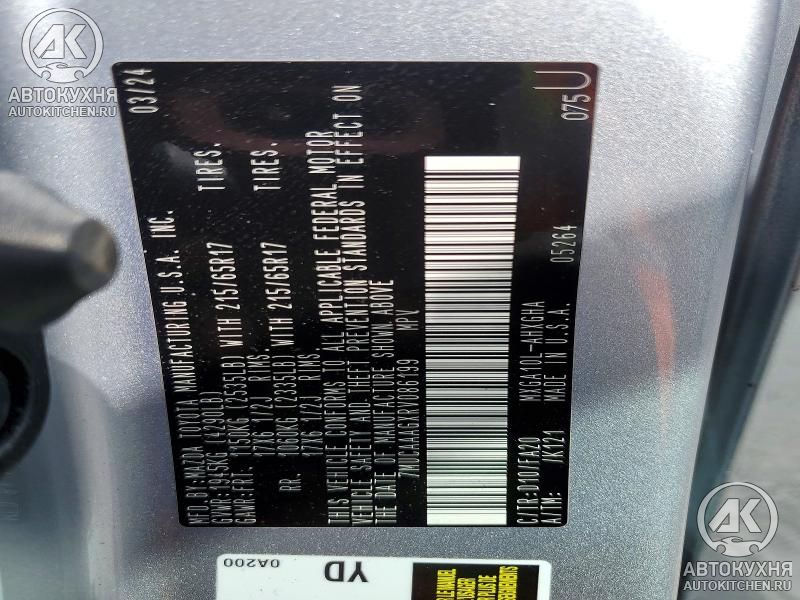 АВТОКУХНЯ
AUTOKITCHEN.RU
MFD.BY:MAZDA TOYOTA MANUFACTURING U.S.A. INC. 03/24
GVWR:1945KG (4290LB)
GAWR:FRT. 1150KG (2535LB) WITH 215/65R17 TIRES.
17X6 1/2J RIMS
RR. 1060KG (2335LB) WITH 215/65R17 TIRES.
17X6 1/2J RIMS
THIS VEHICLE CONFORMS TO ALL APPLICABLE FEDERAL MOTOR
VEHICLE SAFETY AND THEFT PREVENTION STANDARDS IN EFFECT ON
THE DATE OF MANUFACTURE SHOWN ABOVE
7MUCAAAGXRV086799 MPV
C/TR:D10/FA20 MXGA10L-AHXGHA 05264 075U
A/TM: /K121 MADE IN U.S.A.
0A200
YD
АВТОКУХНЯ
AUTOKITCHEN.RU